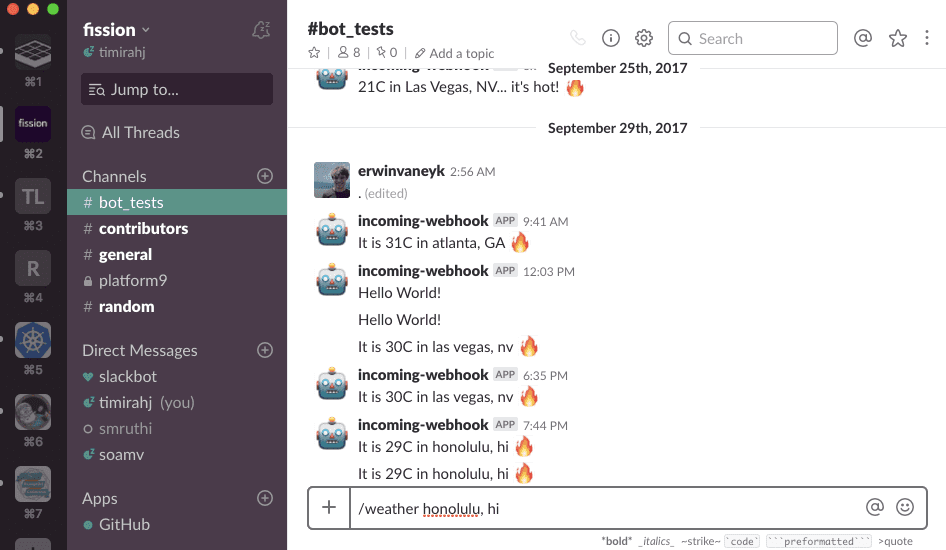 ⌘1
fission
⌘2
TL
⌘3
R
⌘4
⌘5
⌘6
⌘7
fission
timirahj
Jump to...
All Threads
Channels
# bot_tests
# contributors
# general
platform9
# random
Direct Messages
slackbot
timirahj (you)
smruthi
soamv
Apps
GitHub
#bot_tests
8 | 0 | Add a topic
Search
September 25th, 2017
incoming-webhook
21C in Las Vegas, NV... it's hot!
September 29th, 2017
erwinvaneyk 2:56 AM
. (edited)
incoming-webhook APP 9:41 AM
It is 31C in atlanta, GA
incoming-webhook APP 12:03 PM
Hello World!
Hello World!
It is 30C in las vegas, nv
incoming-webhook APP 6:35 PM
It is 30C in las vegas, nv
incoming-webhook APP 7:44 PM
It is 29C in honolulu, hi
It is 29C in honolulu, hi
/weather honolulu, hi
*bold* _italics_ ~strike~ `code` ```preformatted``` >quote